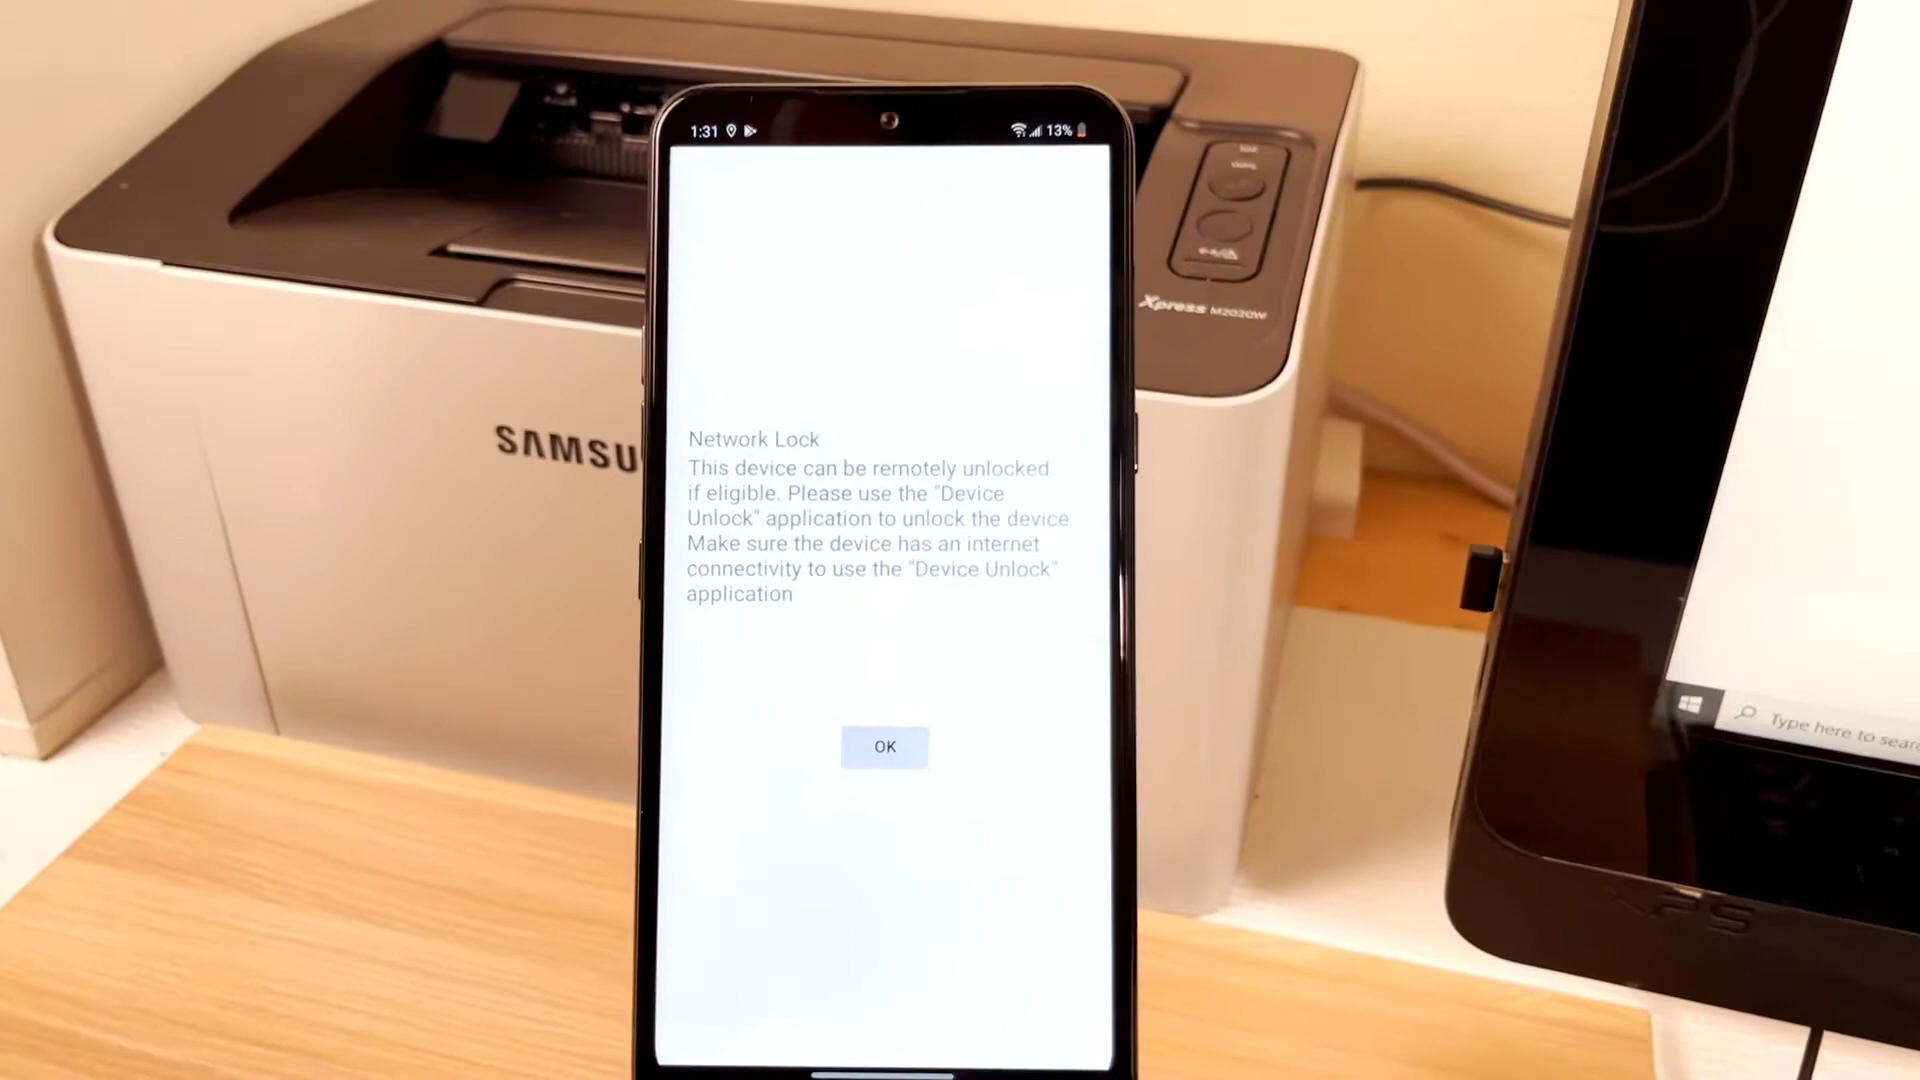 1:31
13%
Network Lock
This device can be remotely unlocked
if eligible. Please use the "Device
Unlock" application to unlock the device
Make sure the device has an internet
connectivity to use the "Device Unlock"
application
OK
SAMSU
Xpress M2020W
Type here to sear
XPS